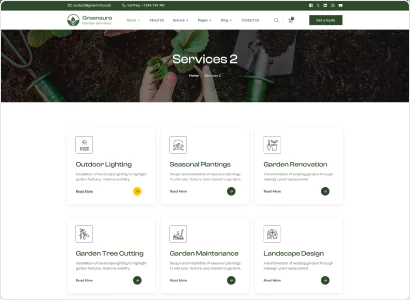 Greenaura
Home
About Us
Services
Pages
Blog
Contact Us
Get a Quote
Services 2
Home
Services 2
Outdoor Lighting
Installation of landscape lighting to highlight
garden features, improve visibility.
Read More
Seasonal Plantings
Design and installation of seasonal plantings
to add color, texture, and interest to gardens.
Read More
Garden Renovation
Transformation of existing gardens through
redesign, plant replacement.
Read More
Garden Tree Cutting
Installation of landscape lighting to highlight
garden features, improve visibility.
Read More
Garden Maintenance
Design and installation of seasonal plantings
to add color, texture, and interest to gardens.
Read More
Landscape Design
Transformation of existing gardens through
redesign, plant replacement.
Read More